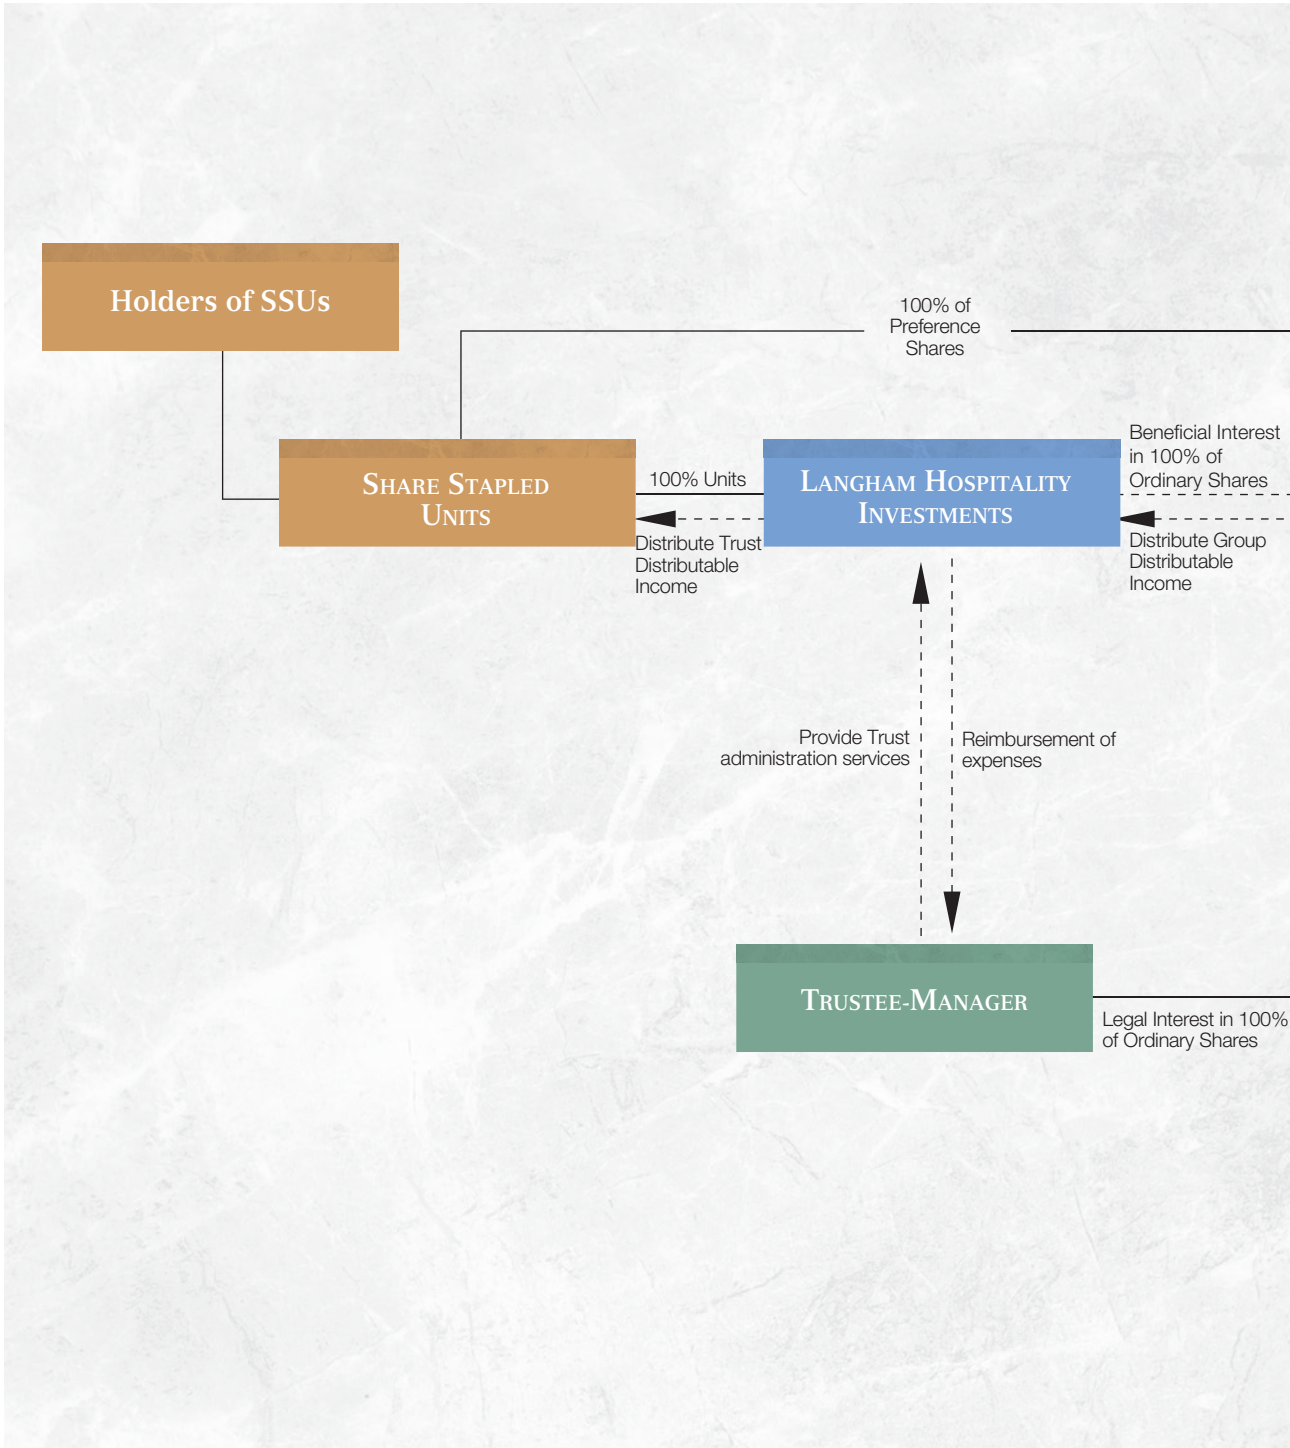 Holders of SSUs
100% of
Preference
Shares
Share Stapled
Units
100% Units
Distribute Trust
Distributable
Income
Langham Hospitality
Investments
Beneficial Interest
in 100% of
Ordinary Shares
Distribute Group
Distributable
Income
Provide Trust
administration services
Reimbursement of
expenses
Trustee-Manager
Legal Interest in 100%
of Ordinary Shares